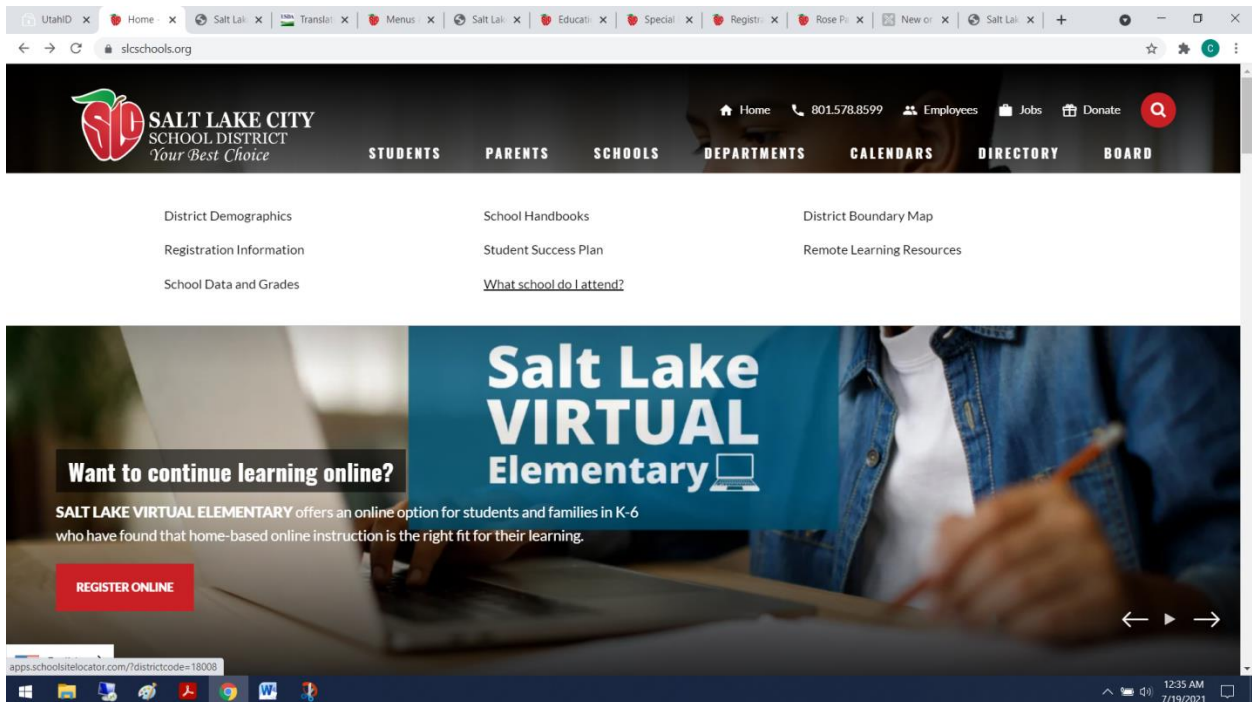 UtahID
Home -
Salt Lak
Translat
Menus -
Salt Lak
Educatio
Special
Registra
Rose Pa
New or
Salt Lak
slcschools.org
C
SLC
SALT LAKE CITY
SCHOOL DISTRICT
Your Best Choice
Home 801.578.8599 Employees Jobs Donate
STUDENTS PARENTS SCHOOLS DEPARTMENTS CALENDARS DIRECTORY BOARD
District Demographics School Handbooks District Boundary Map
Registration Information Student Success Plan Remote Learning Resources
School Data and Grades What school do I attend?
Salt Lake
VIRTUAL
Elementary
Want to continue learning online?
SALT LAKE VIRTUAL ELEMENTARY offers an online option for students and families in K-6
who have found that home-based online instruction is the right fit for their learning.
REGISTER ONLINE
apps.schoolsitelocator.com/?districtcode=18008
12:35 AM
7/19/2021